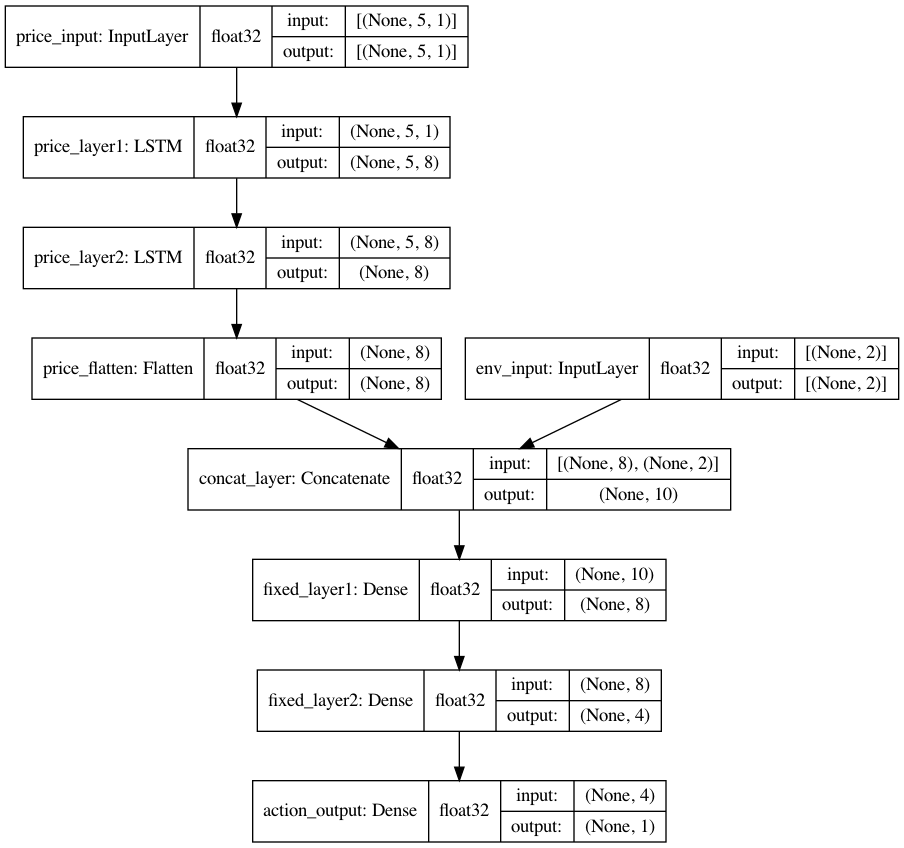 price_input: InputLayer float32 input: [(None, 5, 1)]
output: [(None, 5, 1)]
price_layer1: LSTM float32 input: (None, 5, 1)
output: (None, 5, 8)
price_layer2: LSTM float32 input: (None, 5, 8)
output: (None, 8)
price_flatten: Flatten float32 input: (None, 8)
output: (None, 8)
env_input: InputLayer float32 input: [(None, 2)]
output: [(None, 2)]
concat_layer: Concatenate float32 input: [(None, 8), (None, 2)]
output: (None, 10)
fixed_layer1: Dense float32 input: (None, 10)
output: (None, 8)
fixed_layer2: Dense float32 input: (None, 8)
output: (None, 4)
action_output: Dense float32 input: (None, 4)
output: (None, 1)